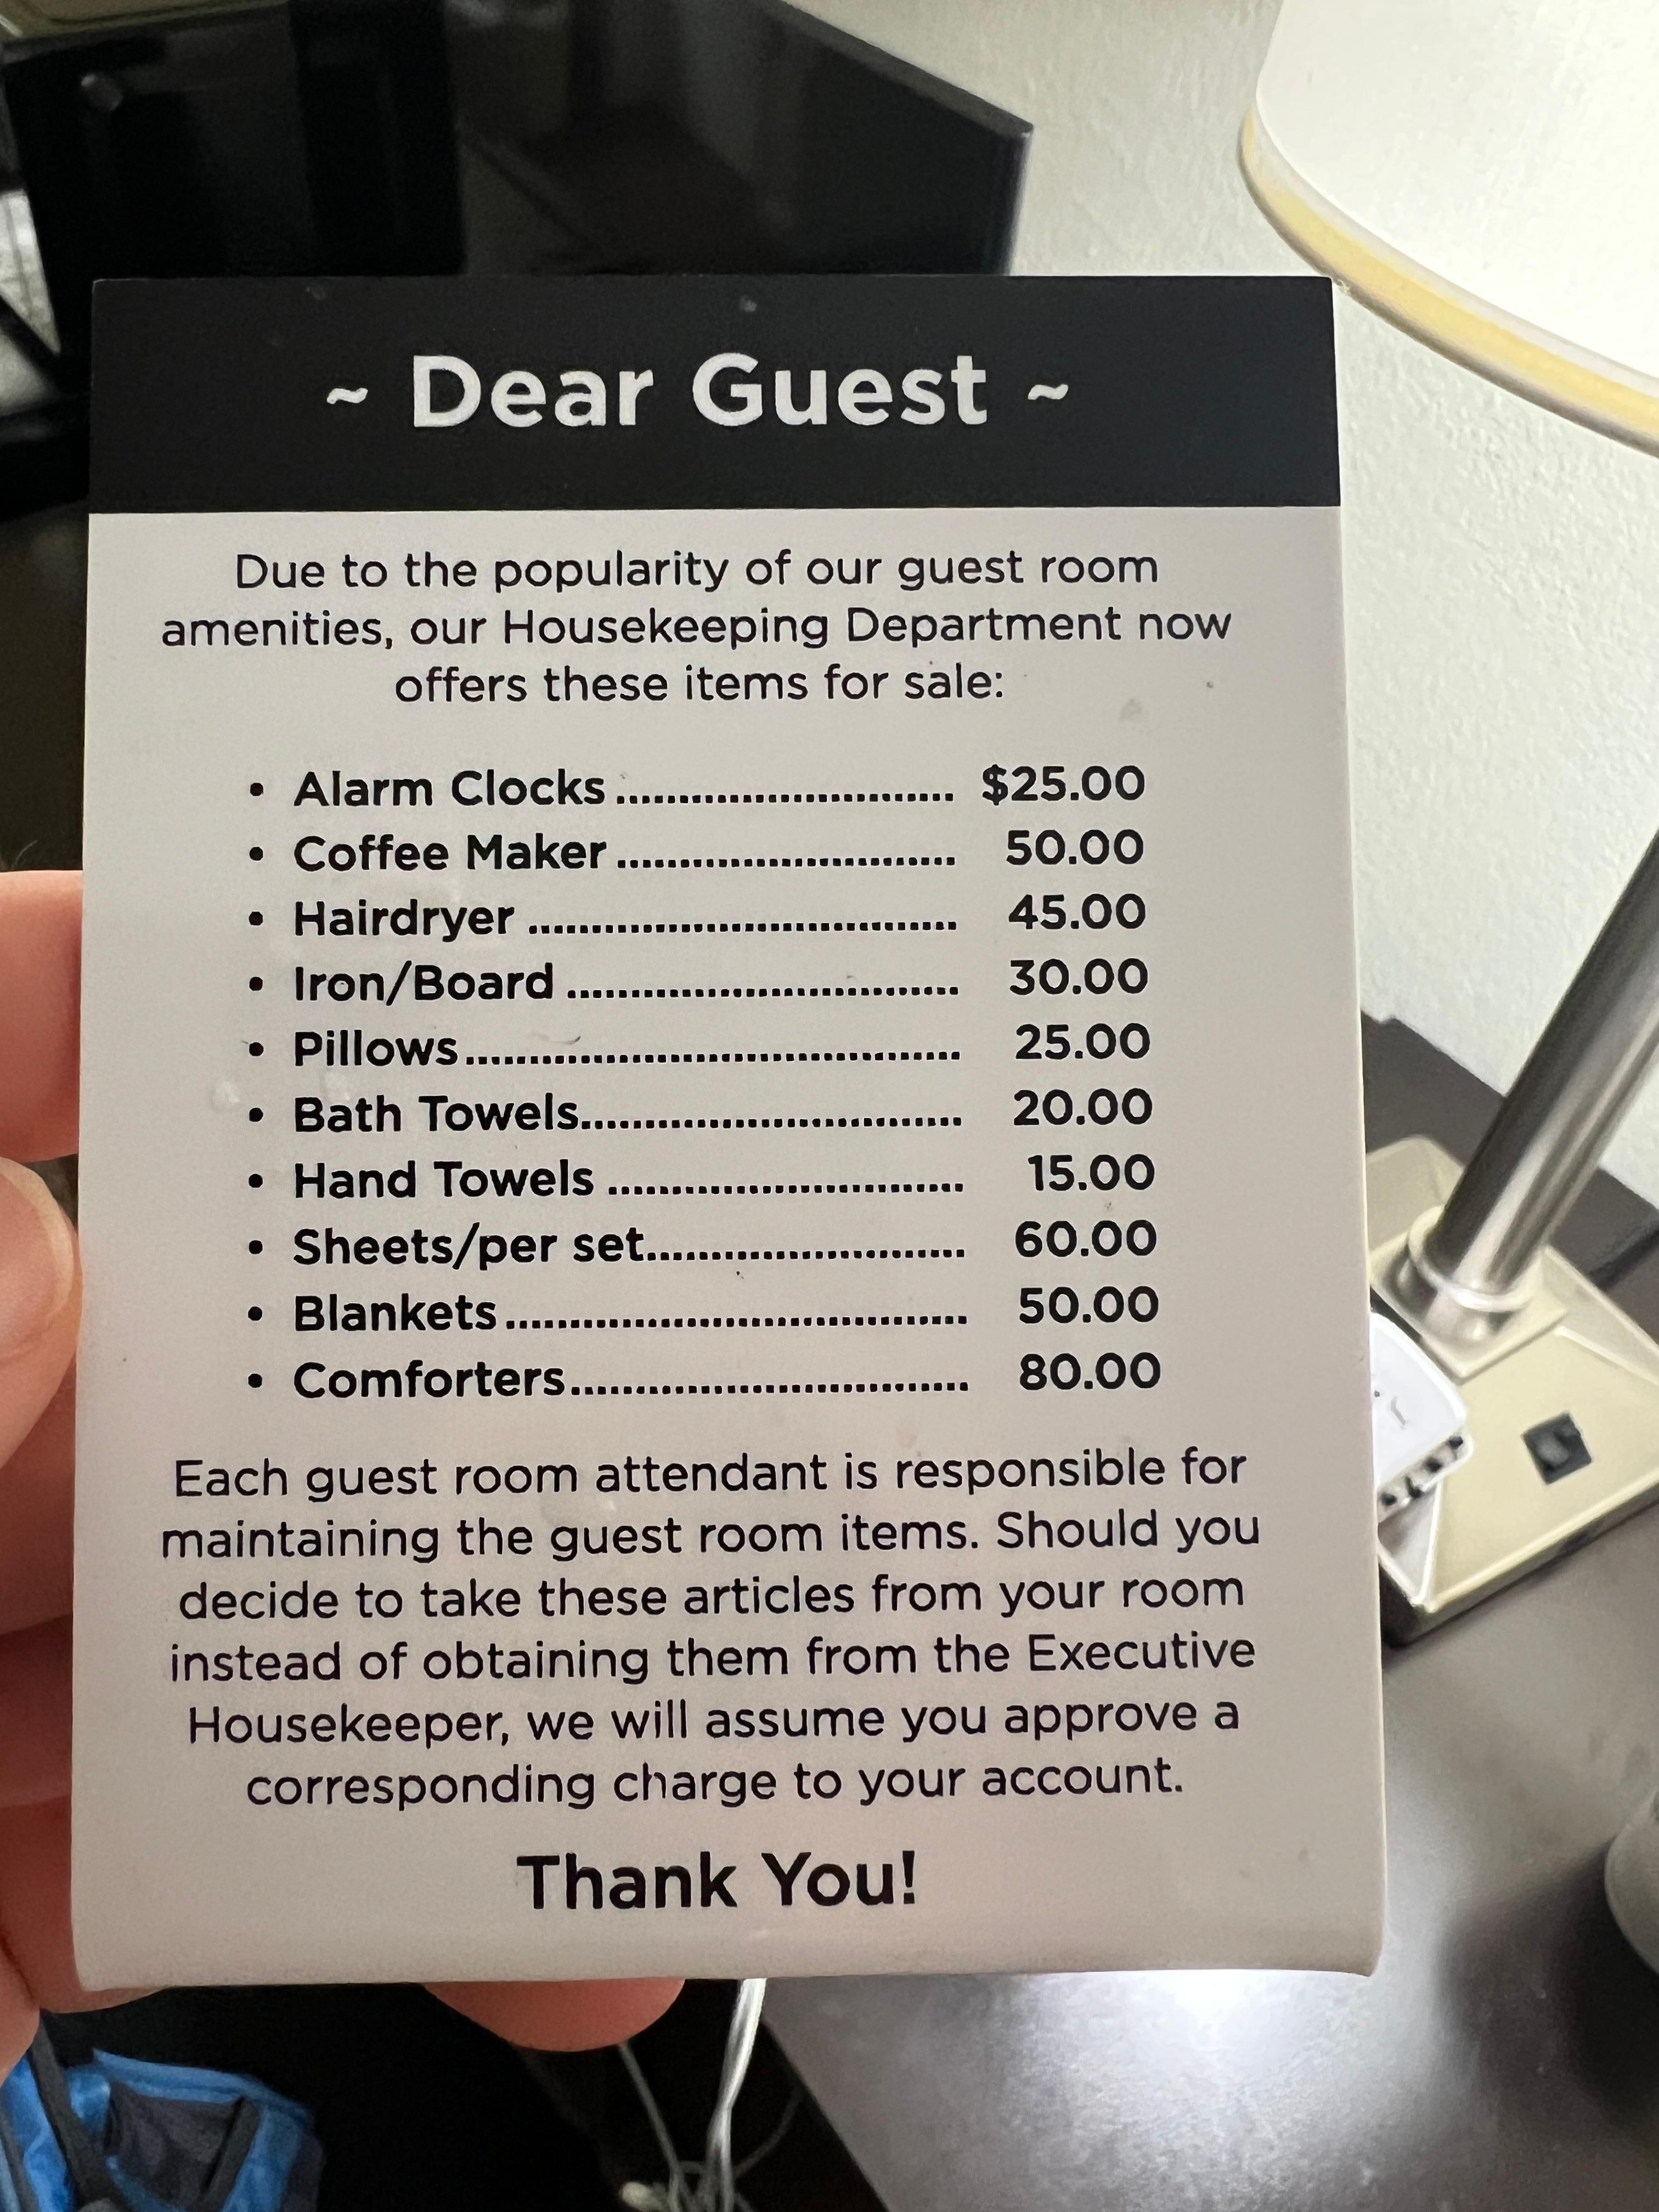 ~ Dear Guest ~
Due to the popularity of our guest room
amenities, our Housekeeping Department now
offers these items for sale:
• Alarm Clocks........................... $25.00
• Coffee Maker........................... 50.00
• Hairdryer.................................. 45.00
• Iron/Board............................... 30.00
• Pillows....................................... 25.00
• Bath Towels.............................. 20.00
• Hand Towels............................ 15.00
• Sheets/per set......................... 60.00
• Blankets.................................... 50.00
• Comforters............................... 80.00
Each guest room attendant is responsible for
maintaining the guest room items. Should you
decide to take these articles from your room
instead of obtaining them from the Executive
Housekeeper, we will assume you approve a
corresponding charge to your account.
Thank You!